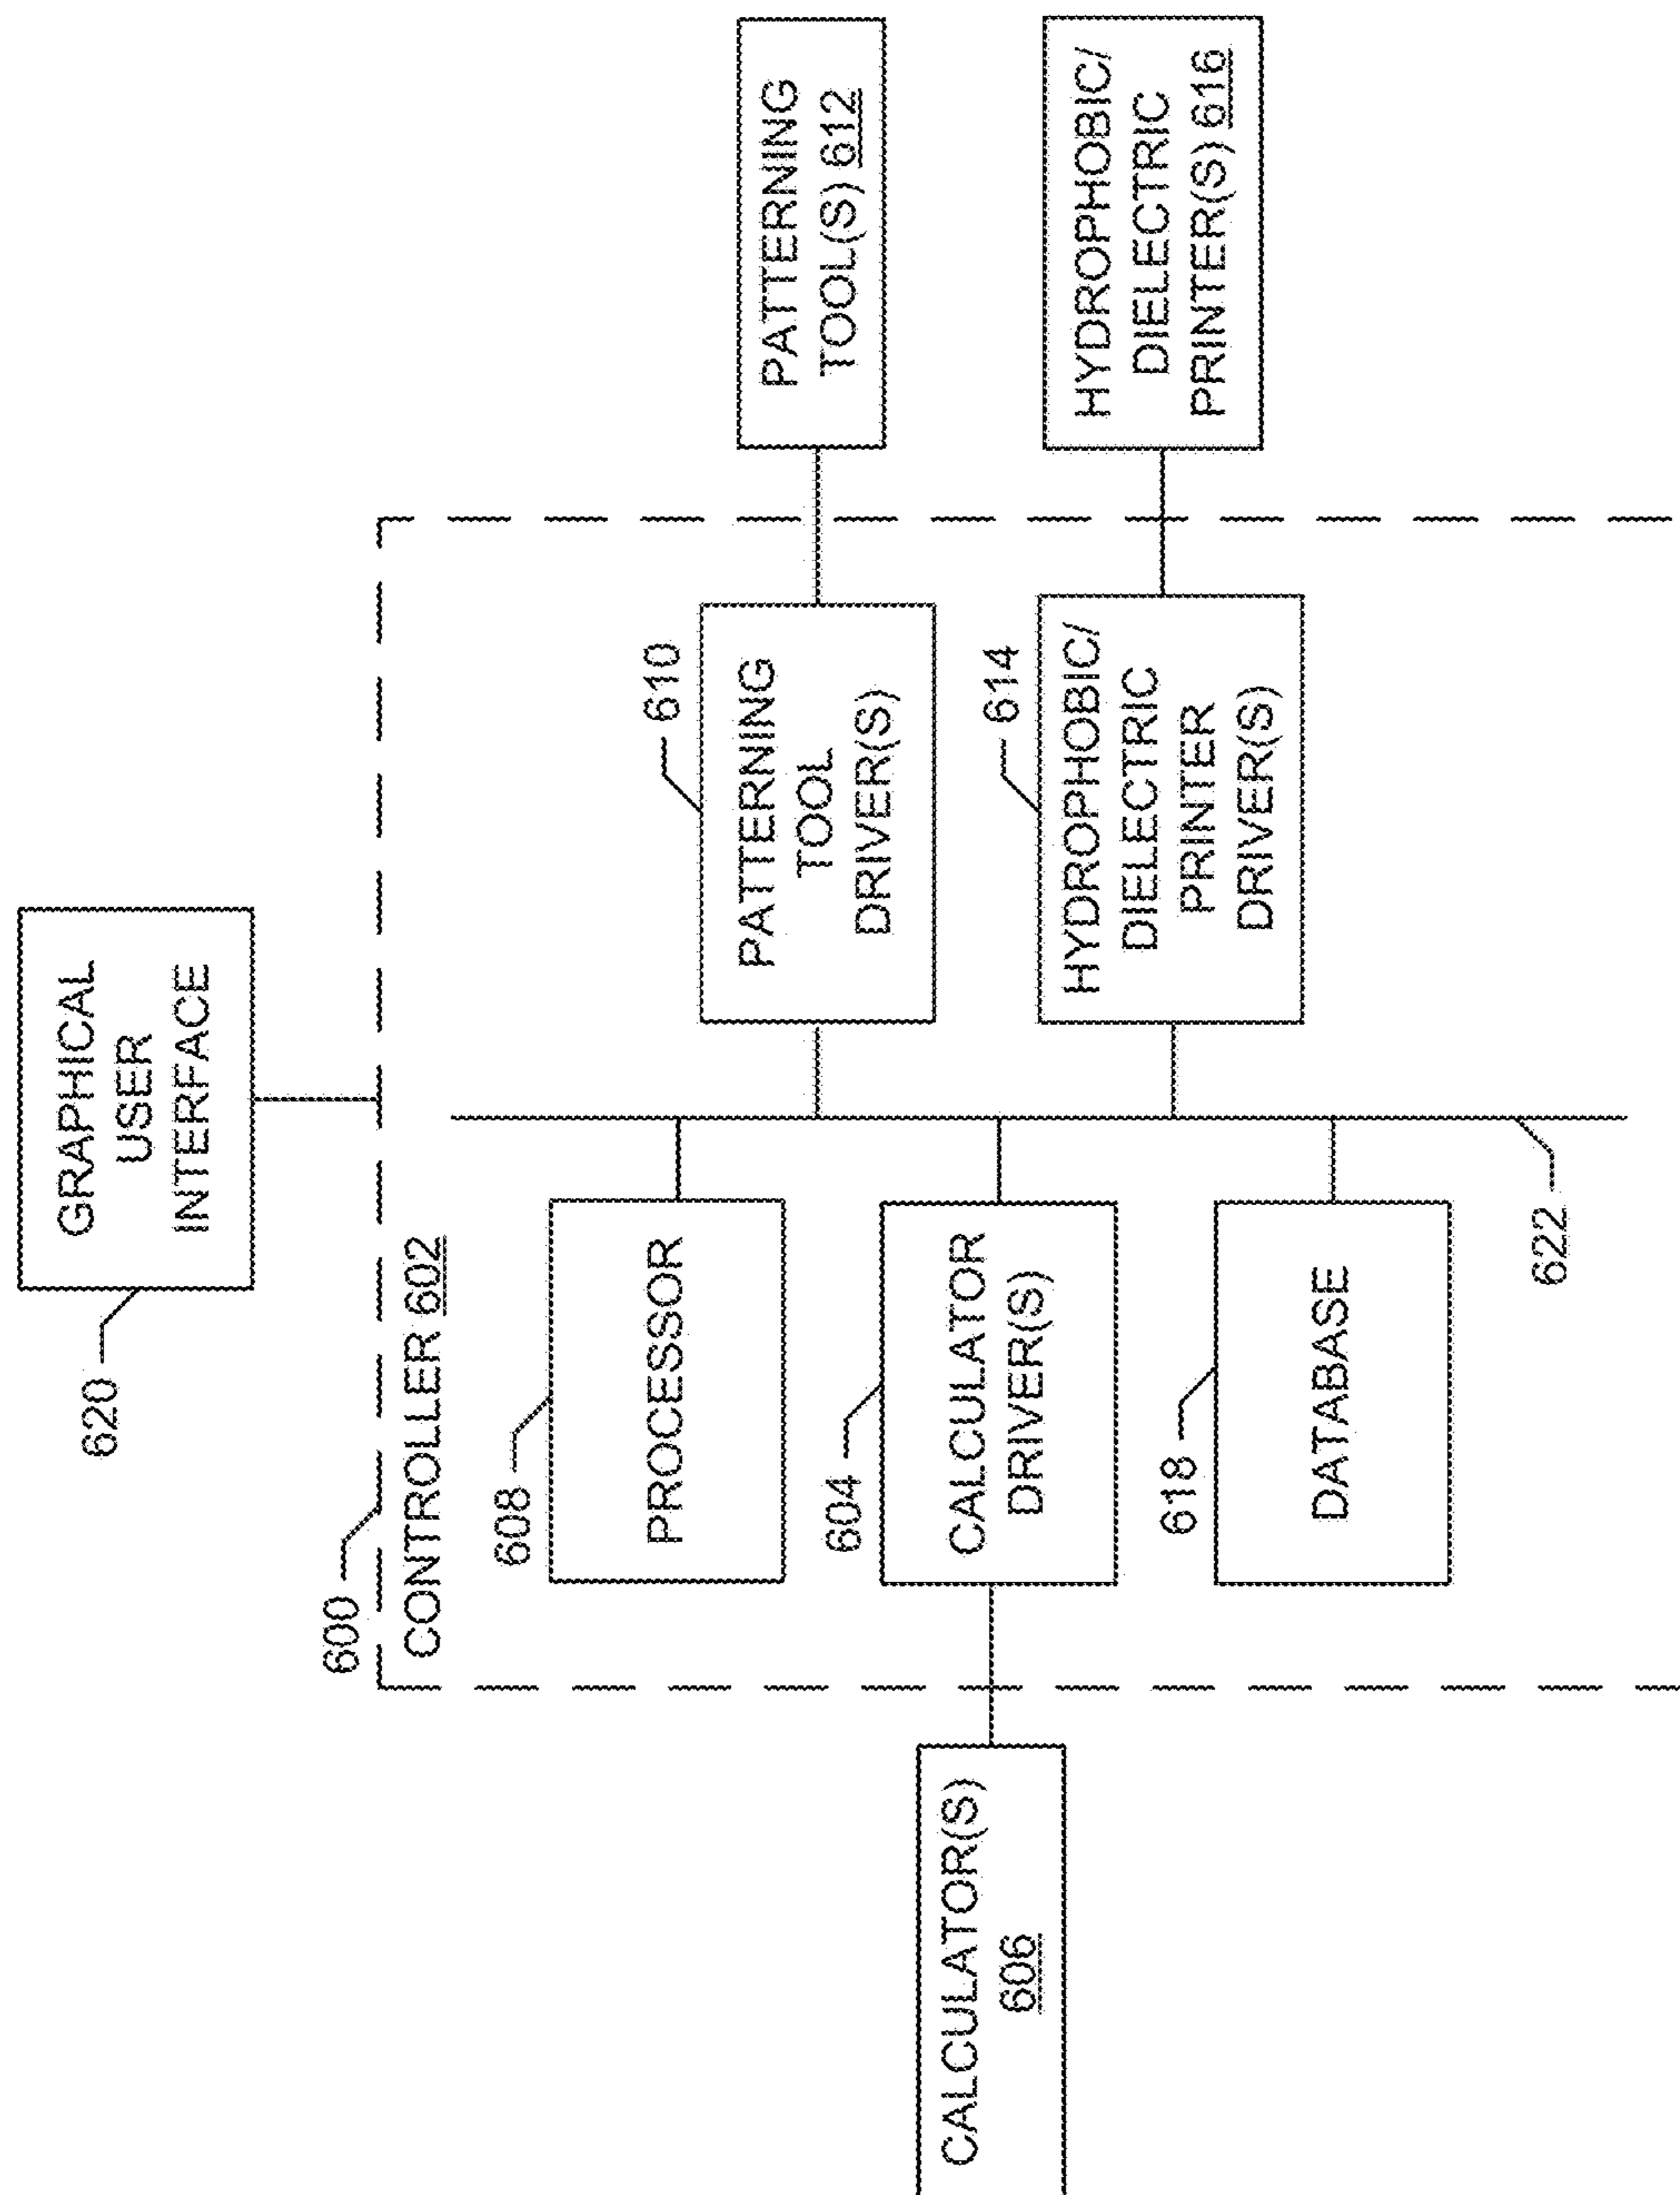 GRAPHICAL
USER
INTERFACE
620
600
CONTROLLER 602
608
PROCESSOR
610
PATTERNING
TOOL
DRIVER(S)
PATTERNING
TOOL(S) 612
CALCULATOR(S)
606
604
CALCULATOR
DRIVER(S)
614
HYDROPHOBIC/
DIELECTRIC
PRINTER
DRIVER(S)
HYDROPHOBIC/
DIELECTRIC
PRINTER(S) 616
618
DATABASE
622